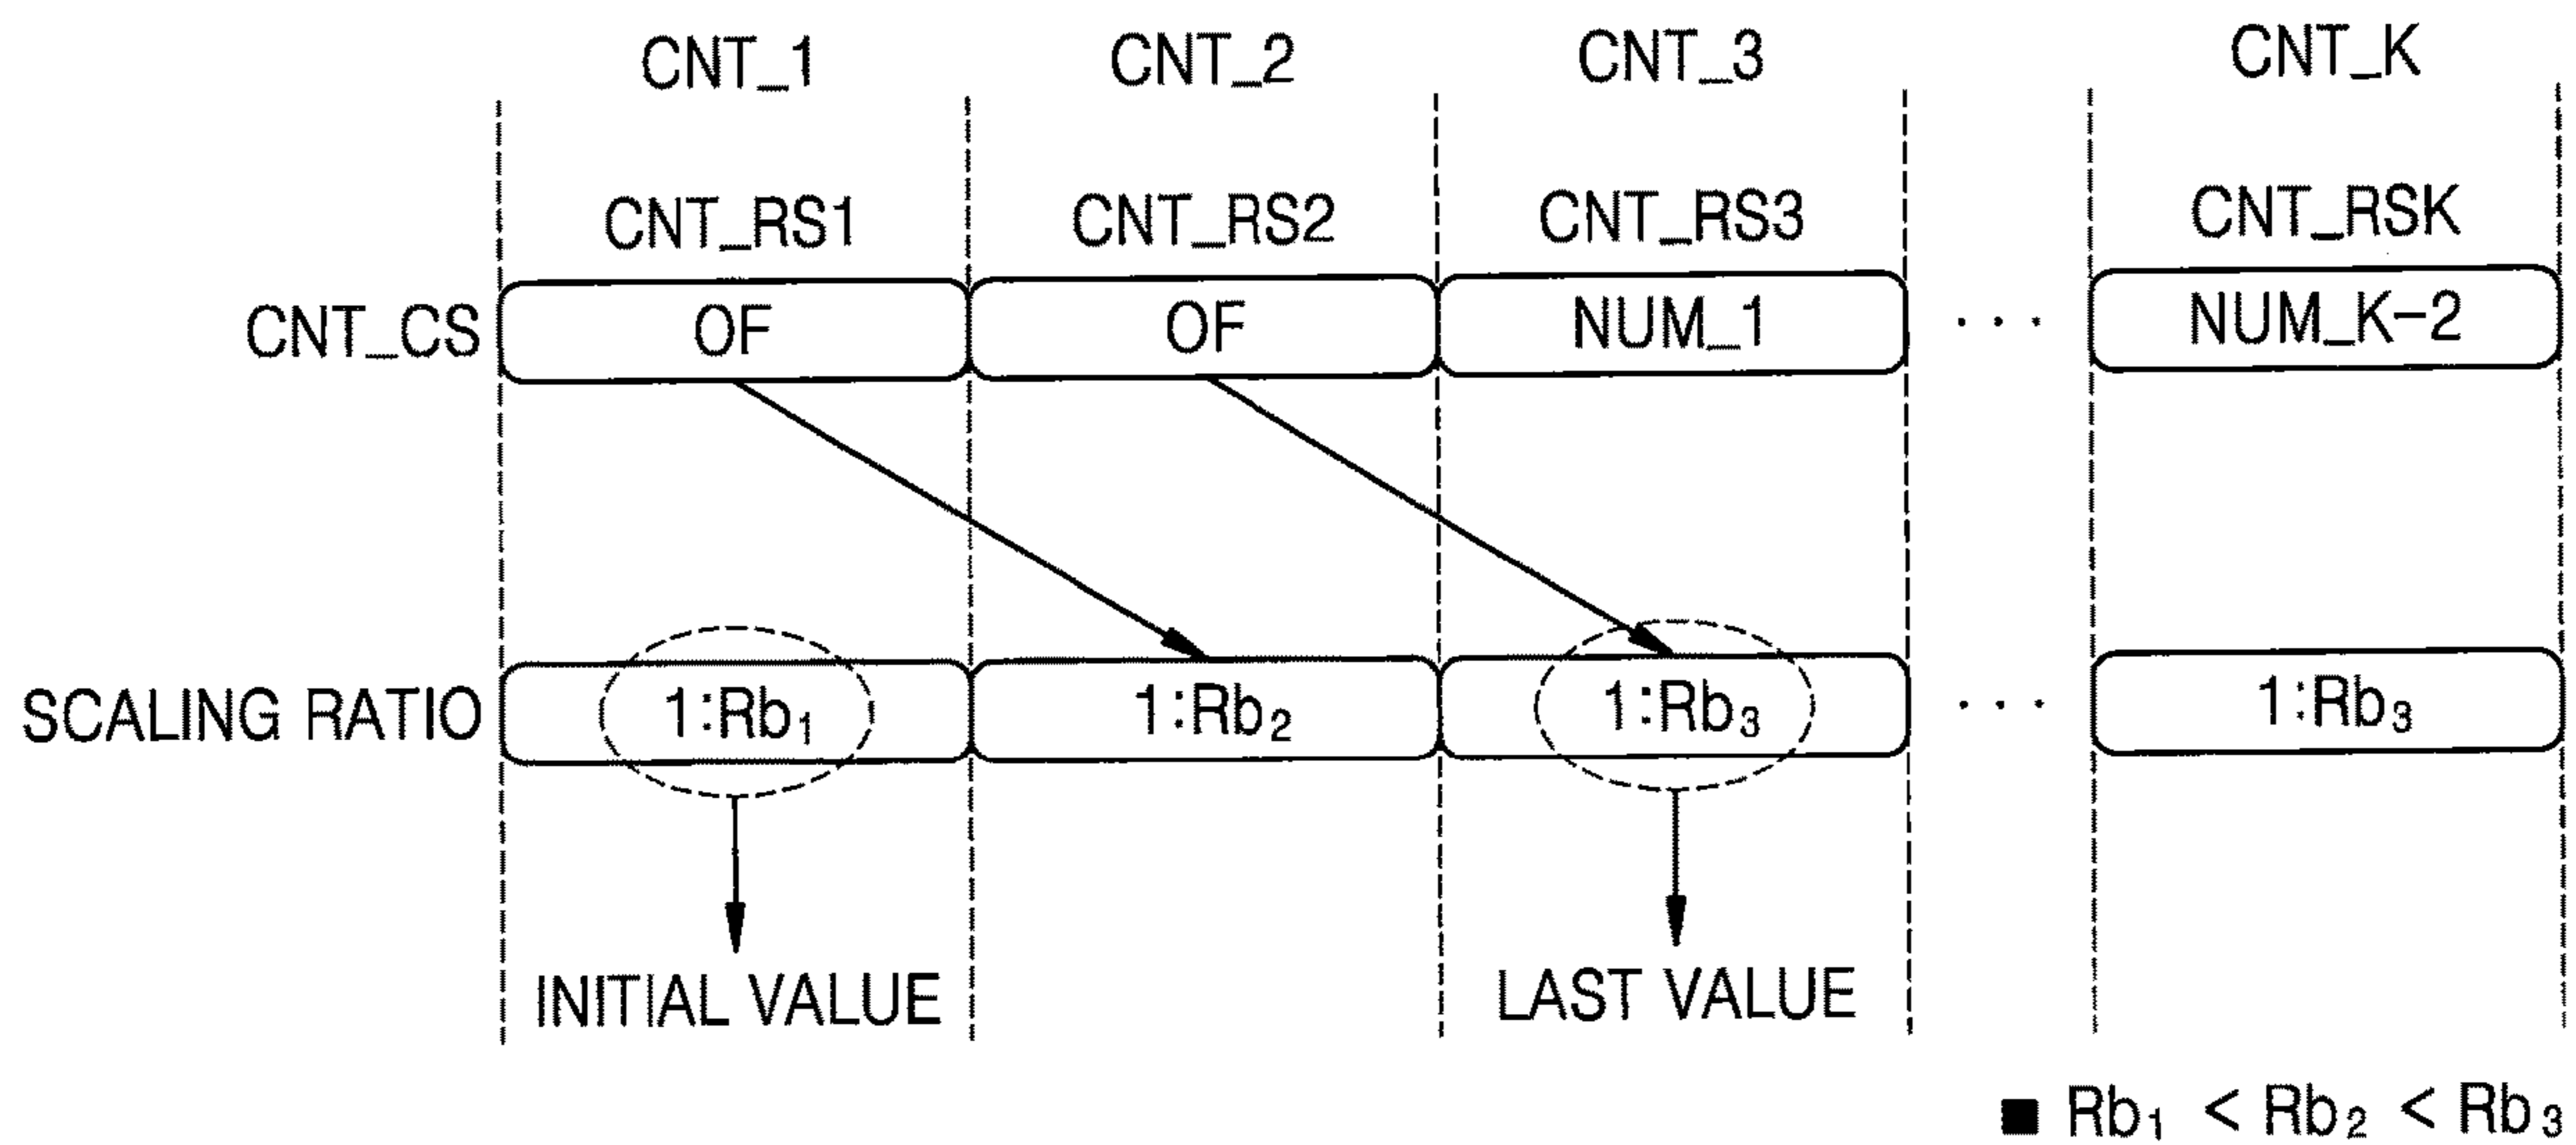 CNT_1 CNT_2 CNT_3 CNT_K
CNT_RS1 CNT_RS2 CNT_RS3 CNT_RSK
CNT_CS OF OF NUM_1 · · · NUM_K-2
SCALING RATIO 1:Rb₁ 1:Rb₂ 1:Rb₃ · · · 1:Rb₃
INITIAL VALUE LAST VALUE
■ Rb₁ < Rb₂ < Rb₃